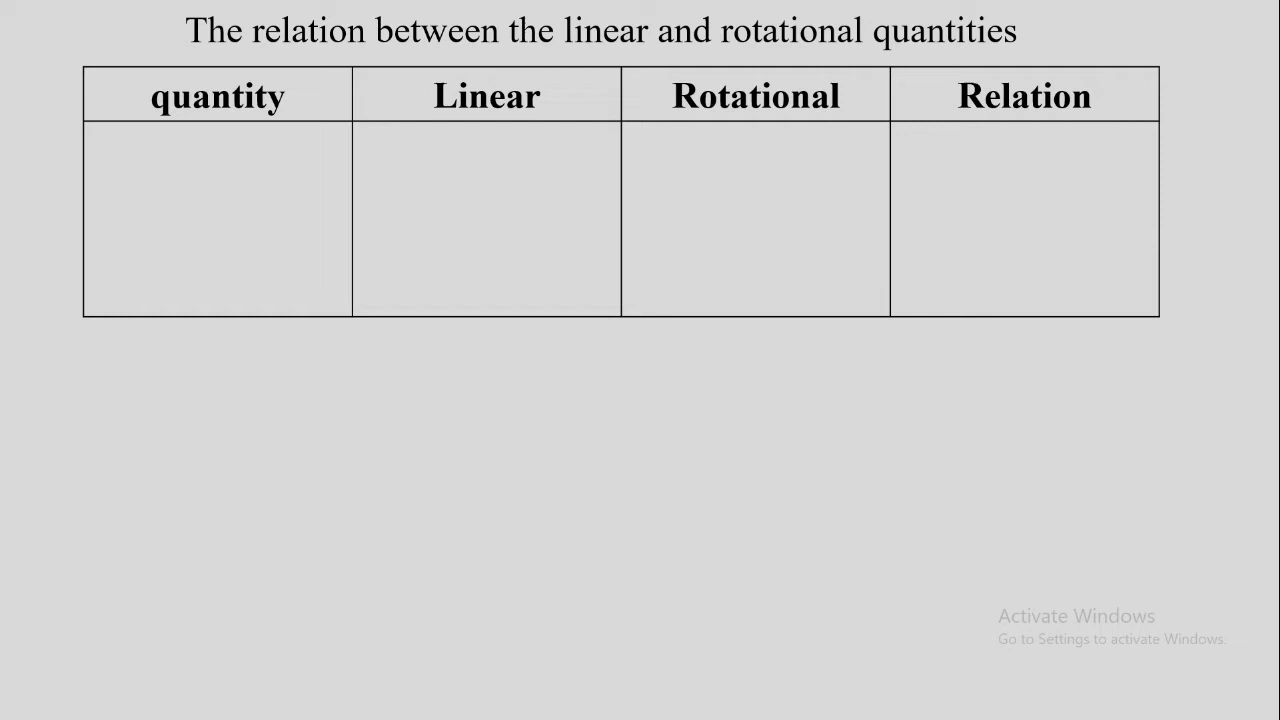 The relation between the linear and rotational quantities
quantity Linear Rotational Relation
Activate Windows
Go to Settings to activate Windows.